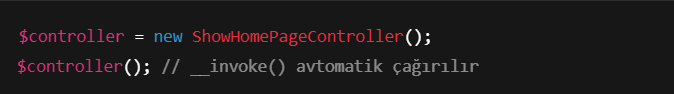 $controller = new ShowHomePageController();
$controller(); // __invoke() avtomatik çağırılır